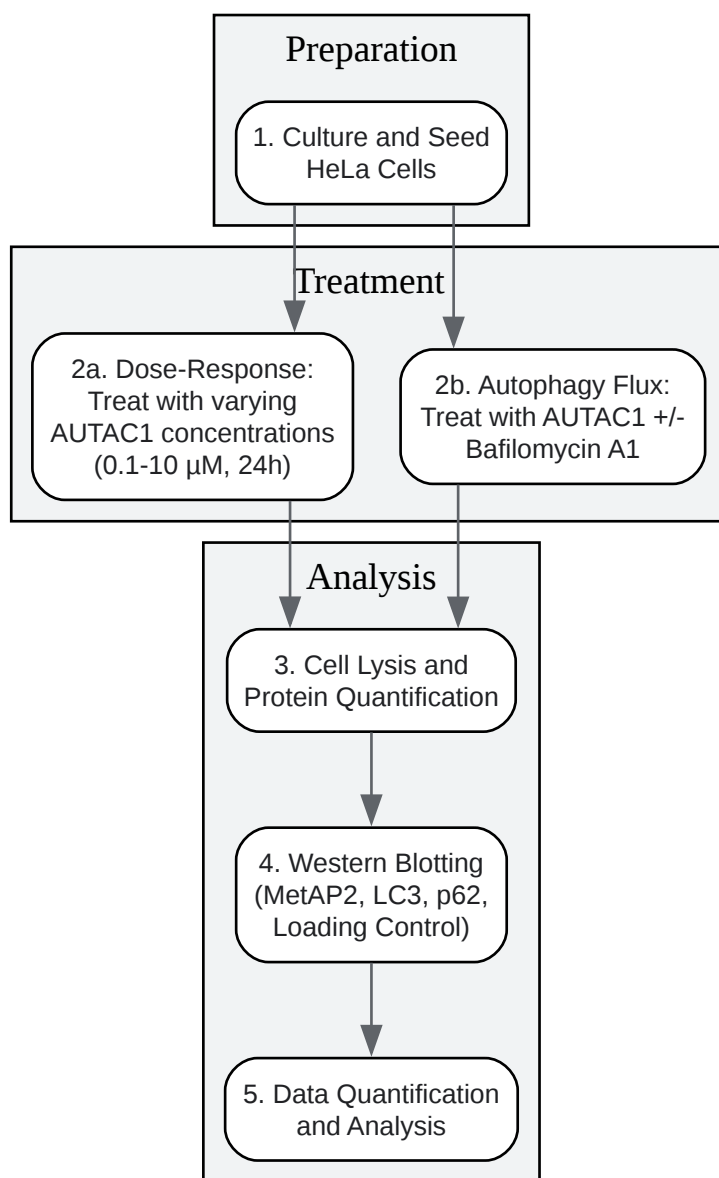 Preparation
1. Culture and Seed
HeLa Cells
Treatment
2a. Dose-Response:
Treat with varying
AUTAC1 concentrations
(0.1-10 µM, 24h)
2b. Autophagy Flux:
Treat with AUTAC1 +/-
Bafilomycin A1
Analysis
3. Cell Lysis and
Protein Quantification
4. Western Blotting
(MetAP2, LC3, p62,
Loading Control)
5. Data Quantification
and Analysis